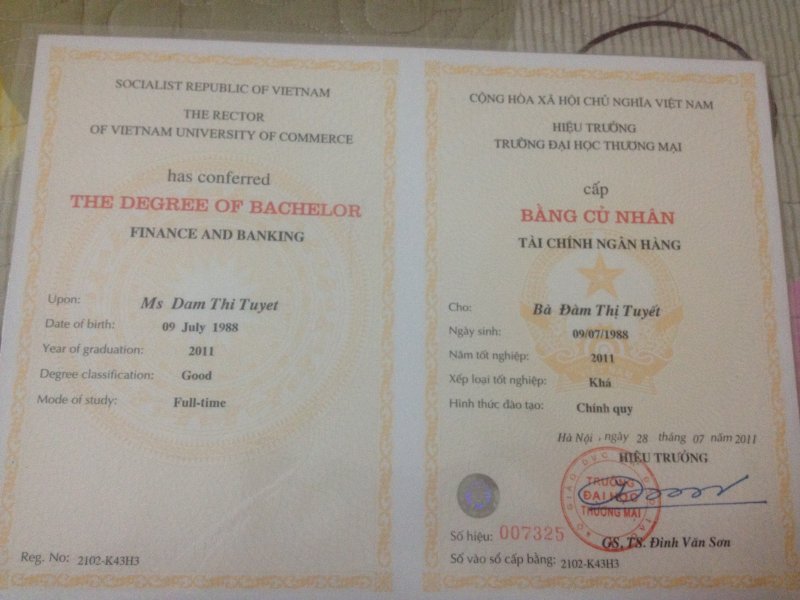 SOCIALIST REPUBLIC OF VIETNAM
THE RECTOR
OF VIETNAM UNIVERSITY OF COMMERCE
has conferred
THE DEGREE OF BACHELOR
FINANCE AND BANKING
Upon: Ms Dam Thi Tuyet
Date of birth: 09 July 1988
Year of graduation: 2011
Degree classification: Good
Mode of study: Full-time
Reg. No: 2102-K43H3
CỘNG HÒA XÃ HỘI CHỦ NGHĨA VIỆT NAM
HIỆU TRƯỞNG
TRƯỜNG ĐẠI HỌC THƯƠNG MẠI
cấp
BẰNG CỬ NHÂN
TÀI CHÍNH NGÂN HÀNG
Cho: Bà Đàm Thị Tuyết
Ngày sinh: 09/07/1988
Năm tốt nghiệp: 2011
Xếp loại tốt nghiệp: Khá
Hình thức đào tạo: Chính quy
Hà Nội , ngày 28 tháng 07 năm 2011
HIỆU TRƯỞNG
TRƯỜNG
ĐẠI HỌC
THƯƠNG MẠI
Số hiệu: 007325
GS, TS. Đinh Văn Sơn
Số vào sổ cấp bằng: 2102-K43H3